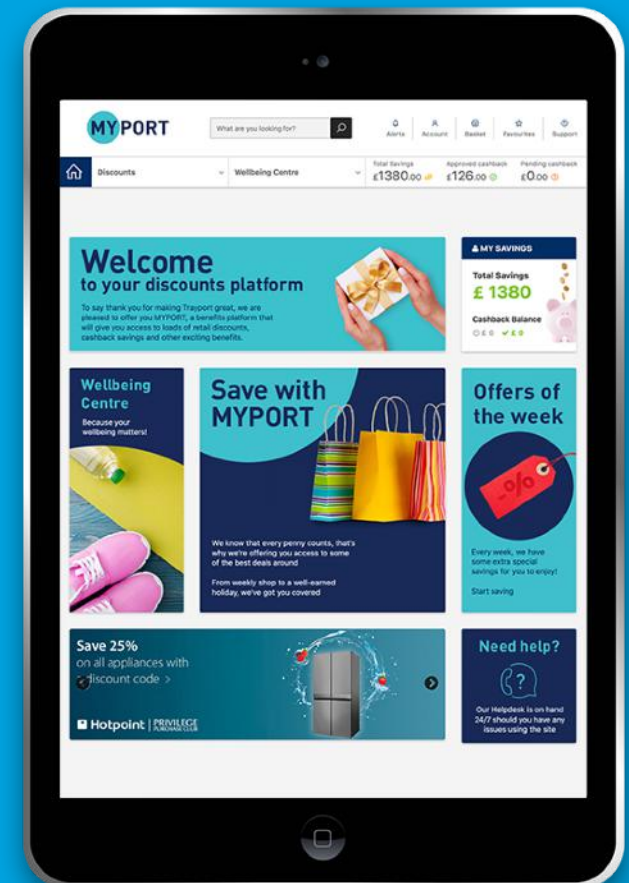 MYPORT
What are you looking for?
Alerts
Account
Basket
Favourites
Support
Discounts
Wellbeing Centre
Total Savings
£1380.00
Approved cashback
£126.00
Pending cashback
£0.00
Welcome
to your discounts platform
To say thank you for making Trayport great, we are
pleased to offer you MYPORT, a benefits platform that
will give you access to loads of retail discounts,
cashback savings and other exciting benefits.
MY SAVINGS
Total Savings
£ 1380
Cashback Balance
£ 0
£ 0
Wellbeing
Centre
Because your
wellbeing matters!
Save with
MYPORT
We know that every penny counts, that's
why we're offering you access to some
of the best deals around
From weekly shop to a well-earned
holiday, we've got you covered
Offers of
the week
-%
Every week, we have
some extra special
savings for you to enjoy!
Start saving
Save 25%
on all appliances with
discount code >
Hotpoint | PRIVILEGE
PURCHASE CLUB
Need help?
?
Our Helpdesk is on hand
24/7 should you have any
issues using the site